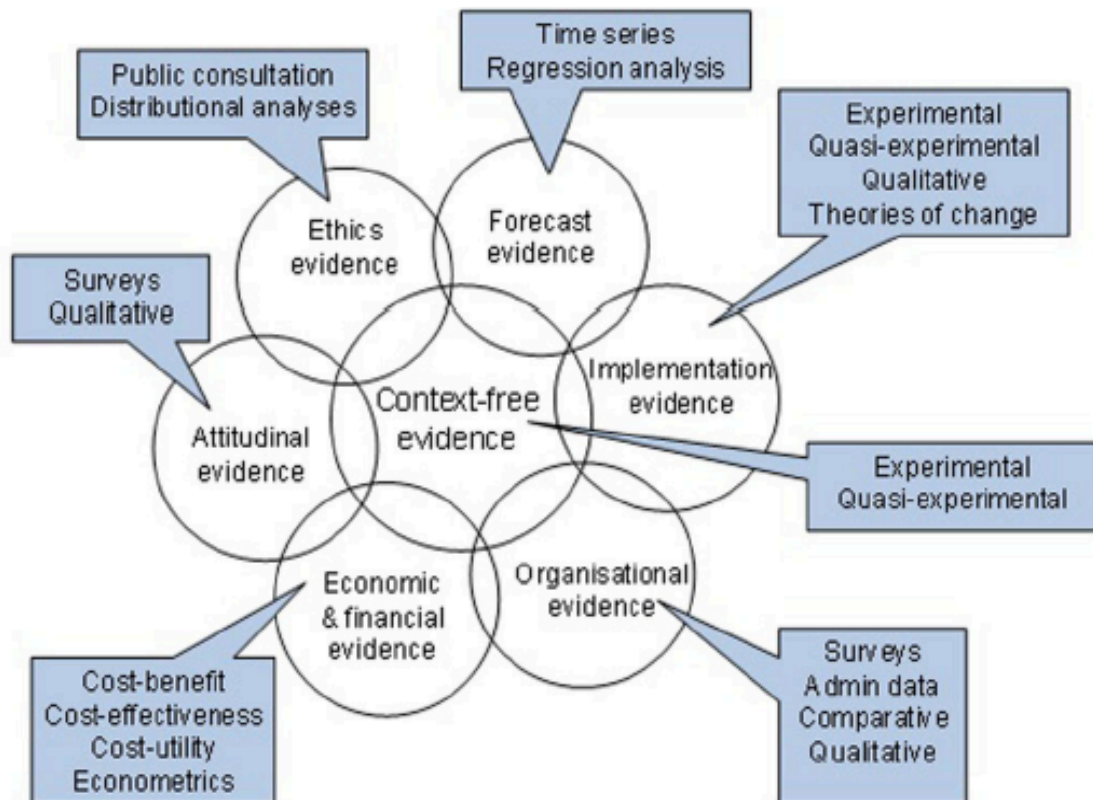 Time series
Regression analysis
Public consultation
Distributional analyses
Experimental
Quasi-experimental
Qualitative
Theories of change
Ethics
evidence
Forecast
evidence
Surveys
Qualitative
Implementation
evidence
Context-free
evidence
Attitudinal
evidence
Experimental
Quasi-experimental
Economic
& financial
evidence
Organisational
evidence
Cost-benefit
Cost-effectiveness
Cost-utility
Econometrics
Surveys
Admin data
Comparative
Qualitative